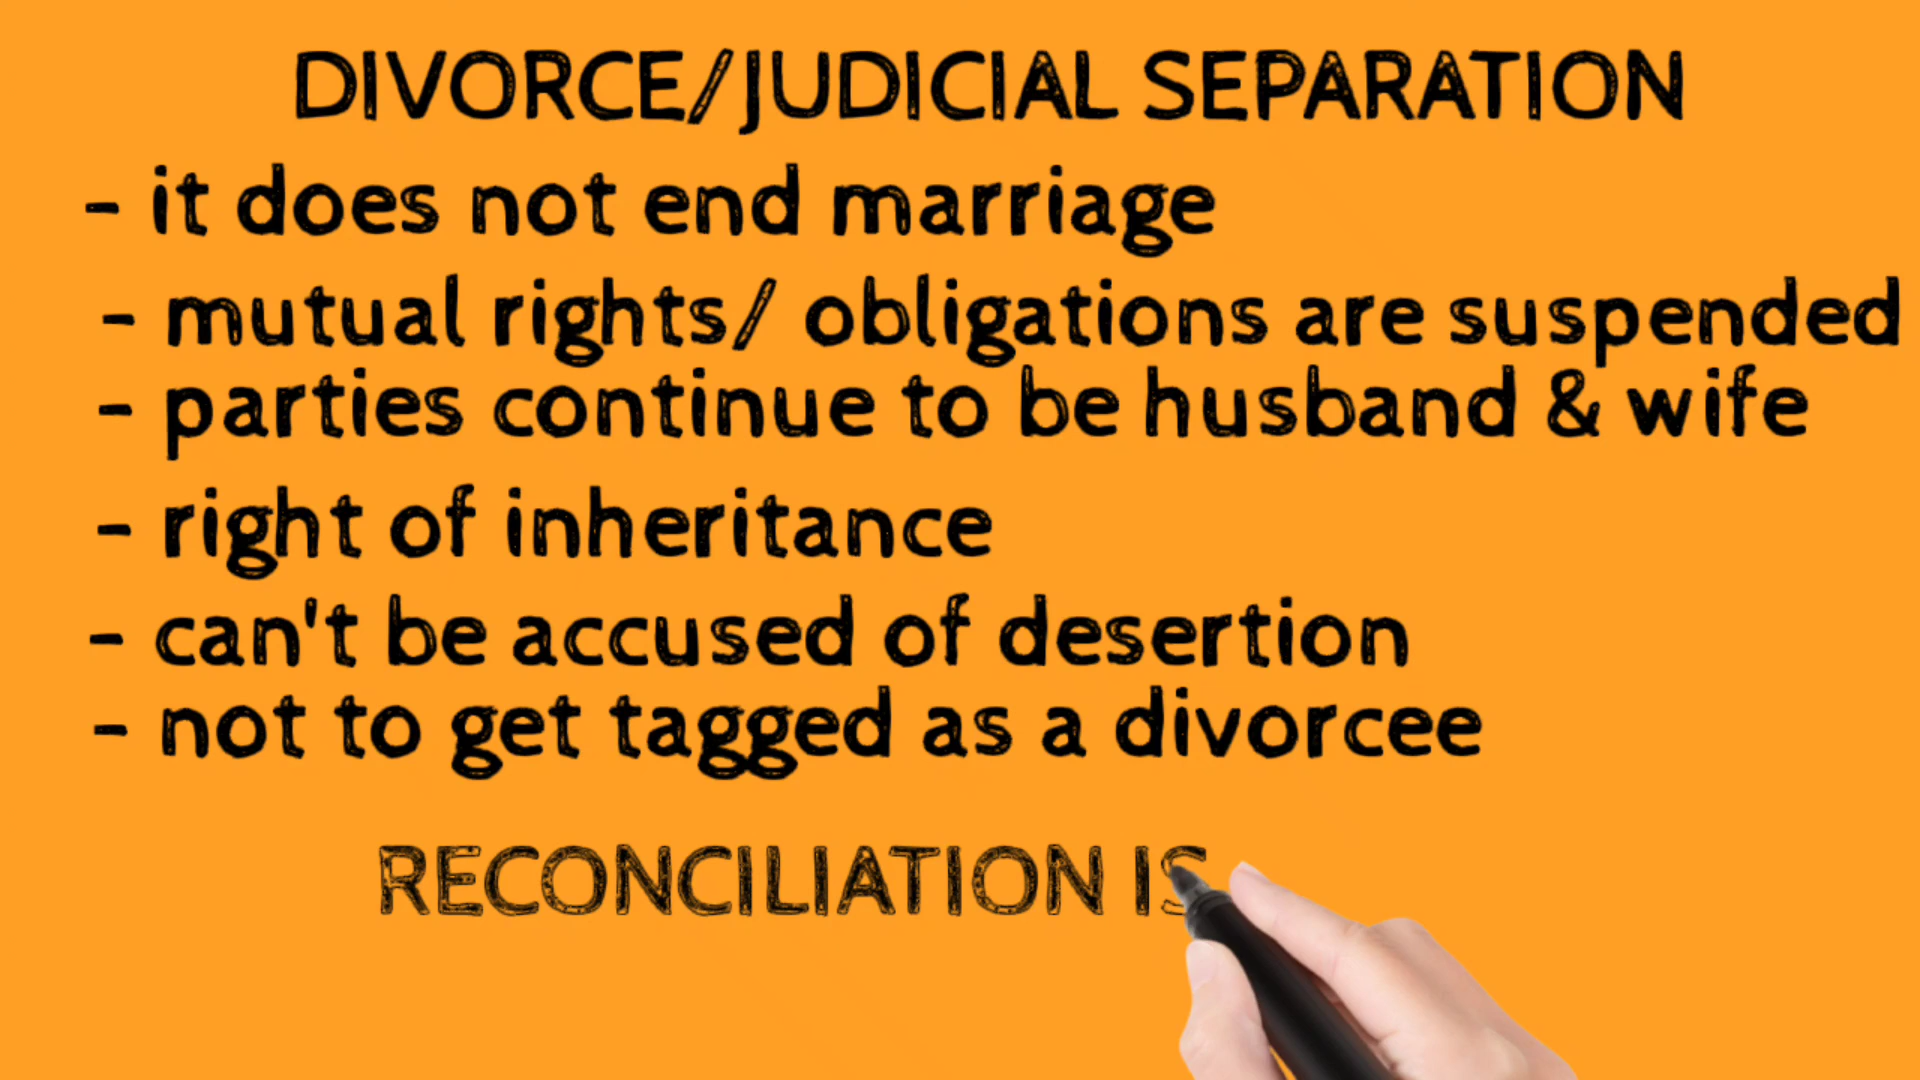 DIVORCE/JUDICIAL SEPARATION
- it does not end marriage
- mutual rights/ obligations are suspended
- parties continue to be husband & wife
- right of inheritance
- can't be accused of desertion
- not to get tagged as a divorcee
RECONCILIATION IS